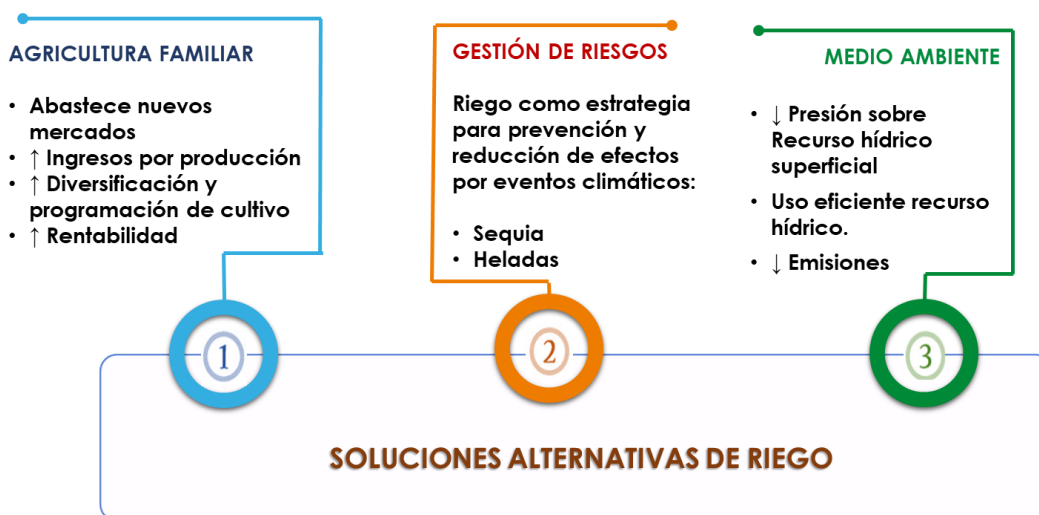 AGRICULTURA FAMILIAR
• Abastece nuevos
mercados
• ↑ Ingresos por producción
• ↑ Diversificación y
programación de cultivo
• ↑ Rentabilidad
GESTIÓN DE RIESGOS
Riego como estrategia
para prevención y
reducción de efectos
por eventos climáticos:
• Sequia
• Heladas
MEDIO AMBIENTE
• ↓ Presión sobre
Recurso hídrico
superficial
• Uso eficiente recurso
hídrico.
• ↓ Emisiones
1
2
3
SOLUCIONES ALTERNATIVAS DE RIEGO